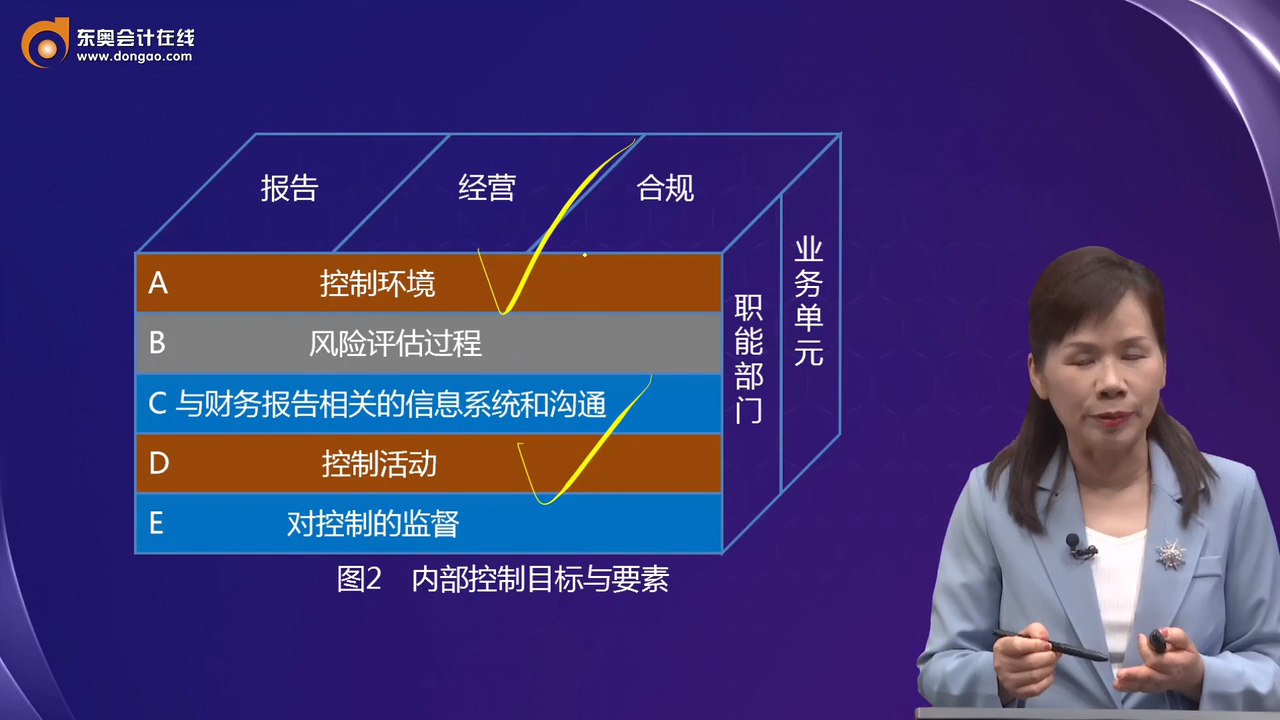 东奥会计在线
www.dongao.com
报告
经营
合规
A 控制环境
B 风险评估过程
C 与财务报告相关的信息系统和沟通
D 控制活动
E 对控制的监督
职能部门
业务单元
图2 内部控制目标与要素